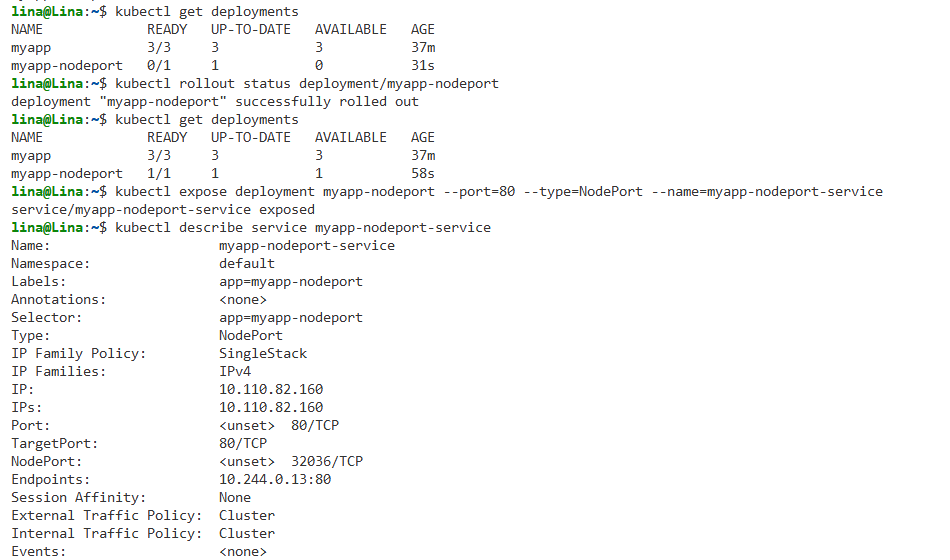 lina@Lina:~$ kubectl get deployments
NAME READY UP-TO-DATE AVAILABLE AGE
myapp 3/3 3 3 37m
myapp-nodeport 0/1 1 0 31s
lina@Lina:~$ kubectl rollout status deployment/myapp-nodeport
deployment "myapp-nodeport" successfully rolled out
lina@Lina:~$ kubectl get deployments
NAME READY UP-TO-DATE AVAILABLE AGE
myapp 3/3 3 3 37m
myapp-nodeport 1/1 1 1 58s
lina@Lina:~$ kubectl expose deployment myapp-nodeport --port=80 --type=NodePort --name=myapp-nodeport-service
service/myapp-nodeport-service exposed
lina@Lina:~$ kubectl describe service myapp-nodeport-service
Name: myapp-nodeport-service
Namespace: default
Labels: app=myapp-nodeport
Annotations: <none>
Selector: app=myapp-nodeport
Type: NodePort
IP Family Policy: SingleStack
IP Families: IPv4
IP: 10.110.82.160
IPs: 10.110.82.160
Port: <unset> 80/TCP
TargetPort: 80/TCP
NodePort: <unset> 32036/TCP
Endpoints: 10.244.0.13:80
Session Affinity: None
External Traffic Policy: Cluster
Internal Traffic Policy: Cluster
Events: <none>